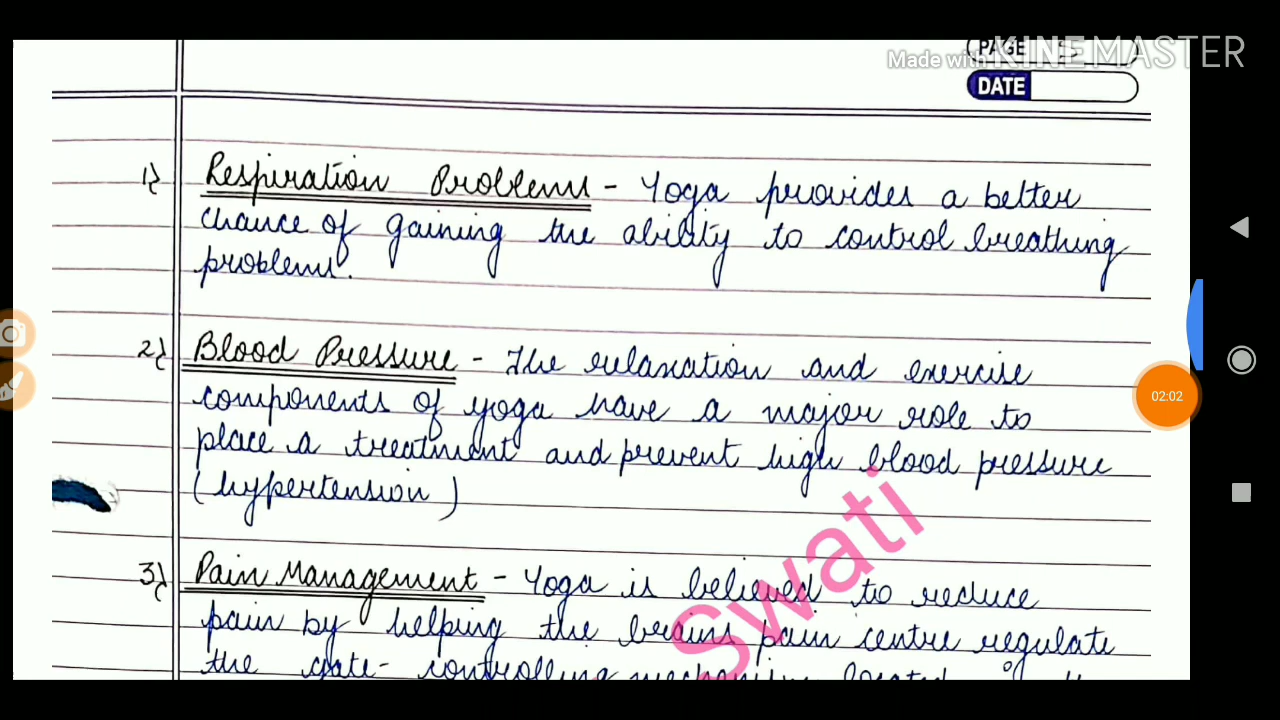 PAGE
Made with KINEMASTER
DATE
1} Respiration Problems - Yoga provides a better
chance of gaining the ability to control breathing
problems.
2} Blood Pressure - The relaxation and exercise
components of yoga have a major role to
place a treatment and prevent high blood pressure
(hypertension)
02:02
3} Pain Management - Yoga is believed to reduce
pain by helping the brains pain centre regulate
the gate-controlling mechanism located
Swati